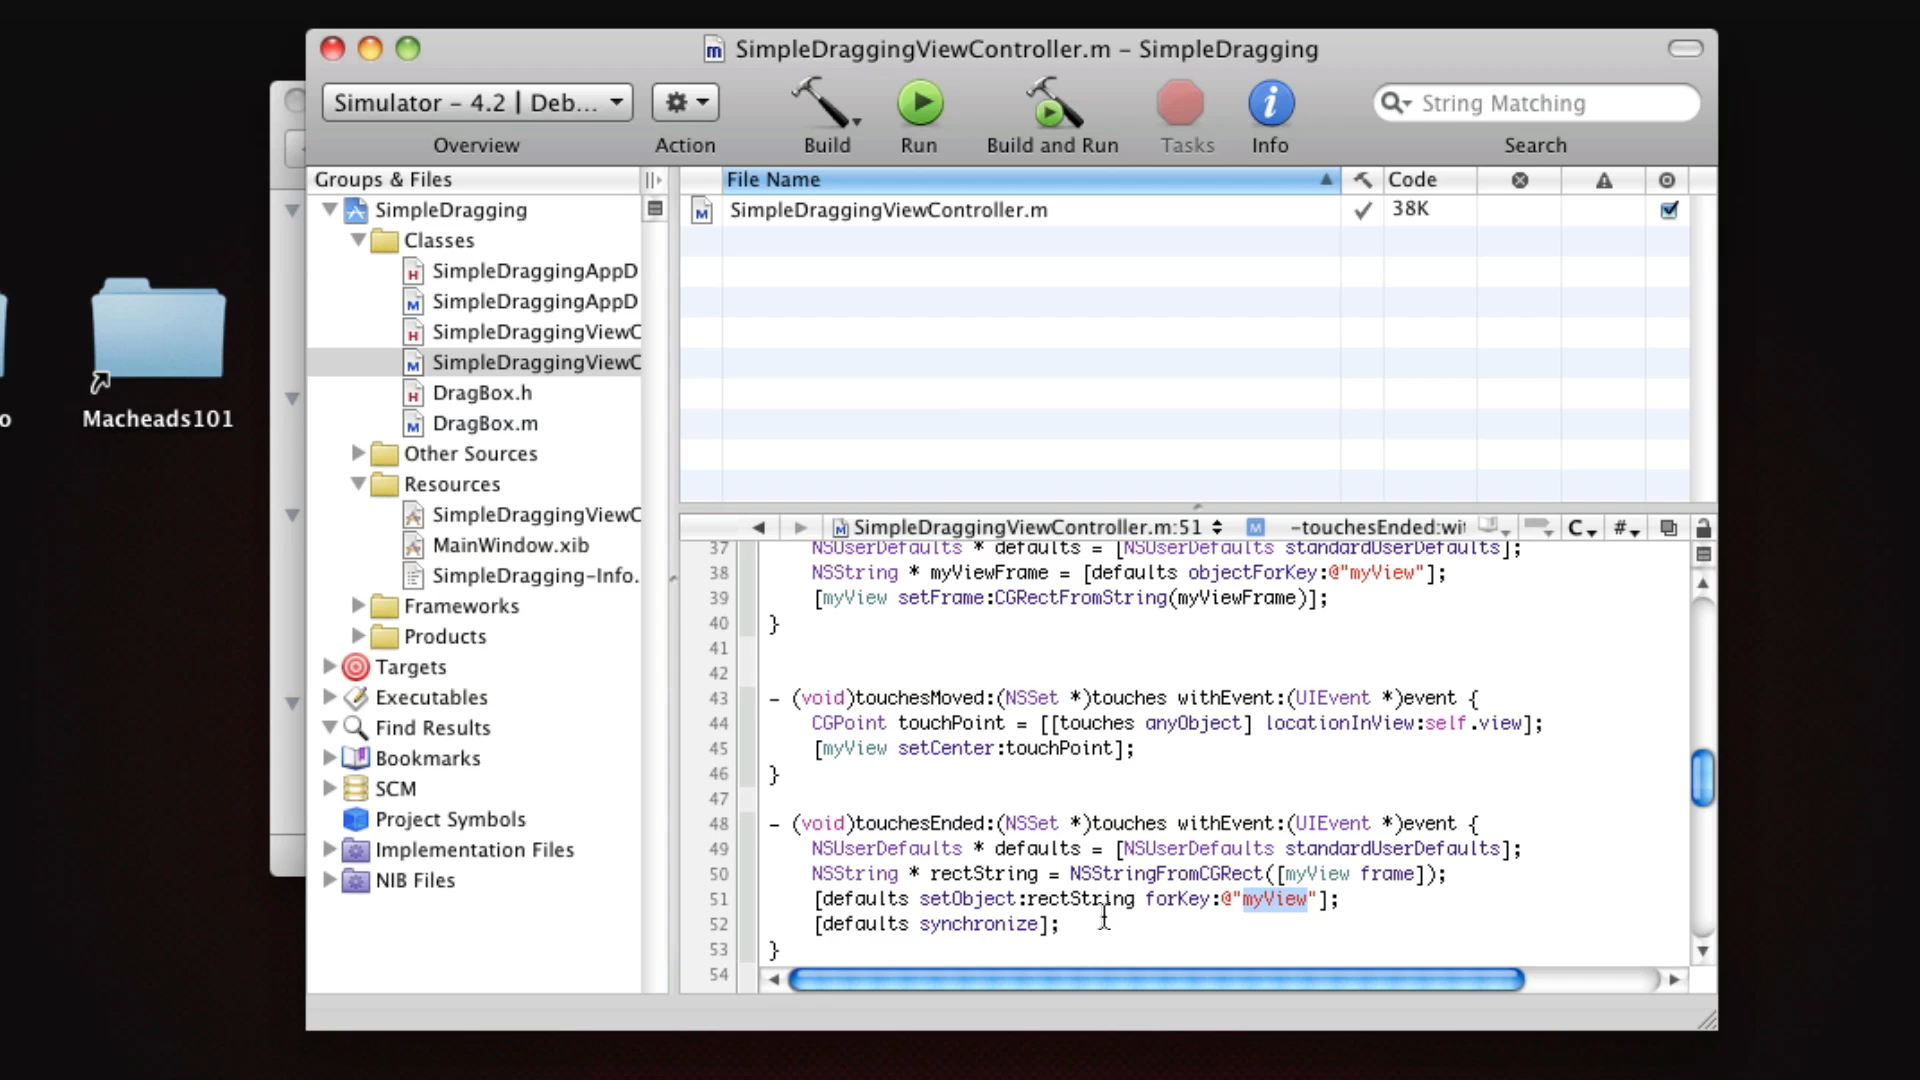 SimpleDraggingViewController.m – SimpleDragging
Simulator – 4.2 | Deb...
String Matching
Overview
Action
Build
Run
Build and Run
Tasks
Info
Search
Groups & Files
File Name
Code
SimpleDragging
SimpleDraggingViewController.m
38K
Classes
SimpleDraggingAppD
SimpleDraggingAppD
SimpleDraggingViewC
SimpleDraggingViewC
DragBox.h
DragBox.m
Other Sources
Resources
SimpleDraggingViewC
MainWindow.xib
SimpleDragging-Info.
Frameworks
Products
Targets
Executables
Find Results
Bookmarks
SCM
Project Symbols
Implementation Files
NIB Files
o
Macheads101
SimpleDraggingViewController.m:51
-touchesEnded:wit
C
#
37 NSUserDefaults * defaults = [NSUserDefaults standardUserDefaults];
38 NSString * myViewFrame = [defaults objectForKey:@"myView"];
39 [myView setFrame:CGRectFromString(myViewFrame)];
40 }
41
42
43 - (void)touchesMoved:(NSSet *)touches withEvent:(UIEvent *)event {
44 CGPoint touchPoint = [[touches anyObject] locationInView:self.view];
45 [myView setCenter:touchPoint];
46 }
47
48 - (void)touchesEnded:(NSSet *)touches withEvent:(UIEvent *)event {
49 NSUserDefaults * defaults = [NSUserDefaults standardUserDefaults];
50 NSString * rectString = NSStringFromCGRect([myView frame]);
51 [defaults setObject:rectString forKey:@"myView"];
52 [defaults synchronize];
53 }
54